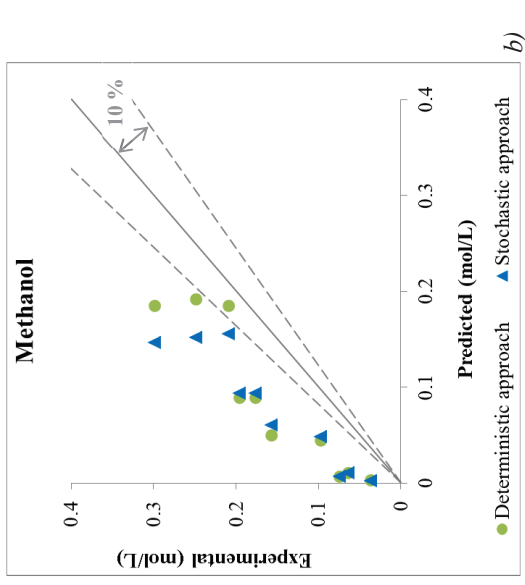 Methanol
10 %
0.4
0.3
0.2
0.1
0
Experimental (mol/L)
0
0.1
0.2
0.3
0.4
Predicted (mol/L)
Deterministic approach
Stochastic approach
b)